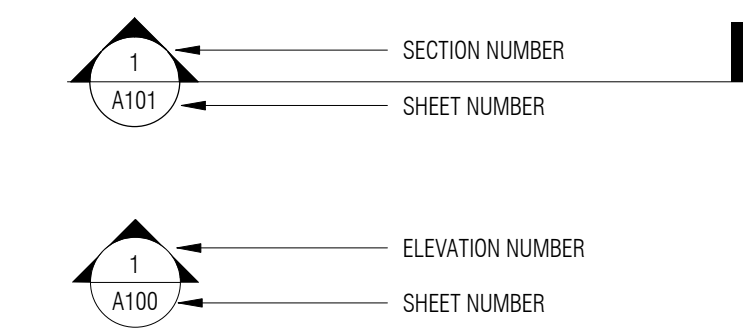 1
SECTION NUMBER
A101
SHEET NUMBER
1
ELEVATION NUMBER
A100
SHEET NUMBER